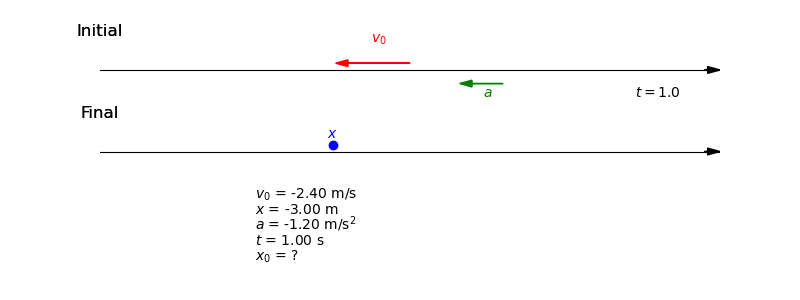 Initial
v₀
a
t = 1.0
Final
x
v₀ = -2.40 m/s
x = -3.00 m
a = -1.20 m/s²
t = 1.00 s
x₀ = ?